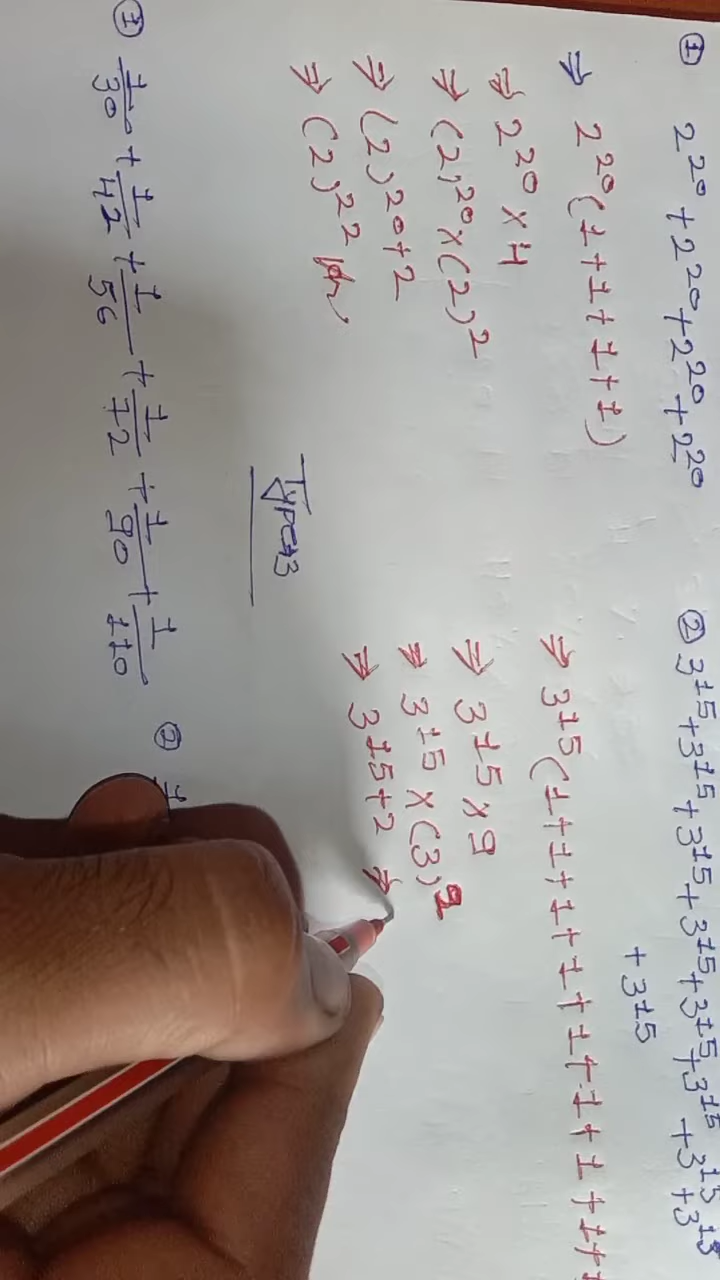 ① 2²⁰ + 2²⁰ + 2²⁰ + 2²⁰
⇒ 2²⁰ (1 + 1 + 1 + 1)
⇒ 2²⁰ × 4
⇒ (2)²⁰ × (2)²
⇒ (2)²⁰⁺²
⇒ (2)²² Ans
② 3¹⁵ + 3¹⁵ + 3¹⁵ + 3¹⁵ + 3¹⁵ + 3¹⁵ + 3¹⁵ + 3¹⁵
+ 3¹⁵
⇒ 3¹⁵ (1 + 1 + 1 + 1 + 1 + 1 + 1 + 1 + 1
⇒ 3¹⁵ × 9
⇒ 3¹⁵ × (3)²
⇒ 3¹⁵⁺² ⇒
Type→3
① 1/30 + 1/42 + 1/56 + 1/72 + 1/90 + 1/110
② 1